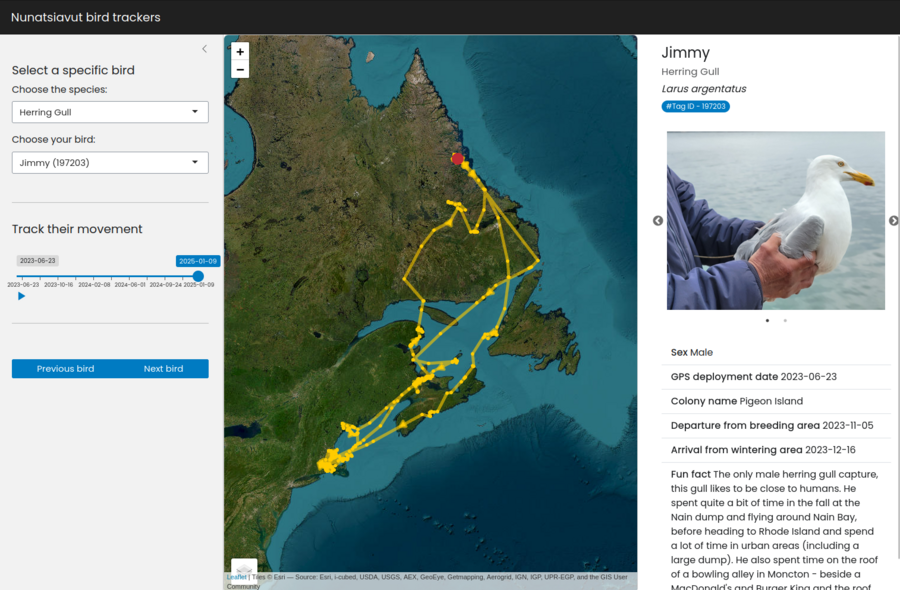 Nunatsiavut bird trackers
Select a specific bird
Choose the species:
Herring Gull
Choose your bird:
Jimmy (197203)
Track their movement
2023-06-23
2025-01-09
2023-06-23 2023-10-16 2024-02-08 2024-06-01 2024-09-24 2025-01-09
Previous bird
Next bird
+
−
Leaflet | Tiles © Esri — Source: Esri, i-cubed, USDA, USGS, AEX, GeoEye, Getmapping, Aerogrid, IGN, IGP, UPR-EGP, and the GIS User
Community
Jimmy
Herring Gull
Larus argentatus
#Tag ID - 197203
Sex Male
GPS deployment date 2023-06-23
Colony name Pigeon Island
Departure from breeding area 2023-11-05
Arrival from wintering area 2023-12-16
Fun fact The only male herring gull capture,
this gull likes to be close to humans. He
spent quite a bit of time in the fall at the
Nain dump and flying around Nain Bay,
before heading to Rhode Island and spend
a lot of time in urban areas (including a
large dump). He also spent time on the roof
of a bowling alley in Moncton - beside a
MacDonald's and Burger King and the roof